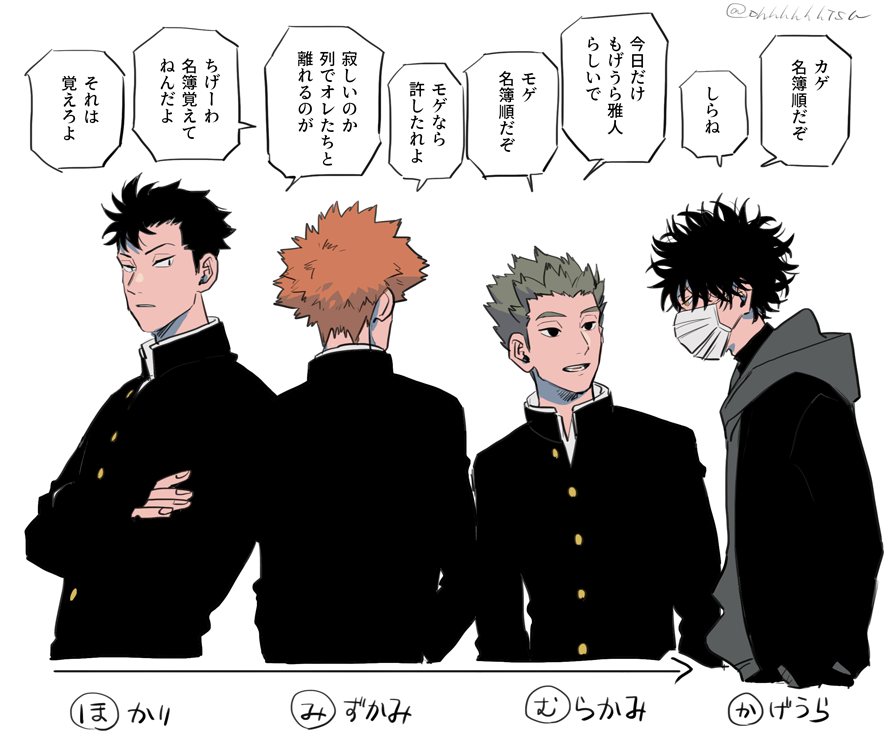 @ohhhhhhTSU
カゲ
名簿順だぞ
しらね
今日だけ
もげうら雅人
らしいで
モゲ
名簿順だぞ
モゲなら
許したれよ
寂しいのか
列でオレたちと
離れるのが
ちげーわ
名簿覚えて
ねんだよ
それは
覚えろよ
ほかり
みずかみ
むらかみ
かげうら